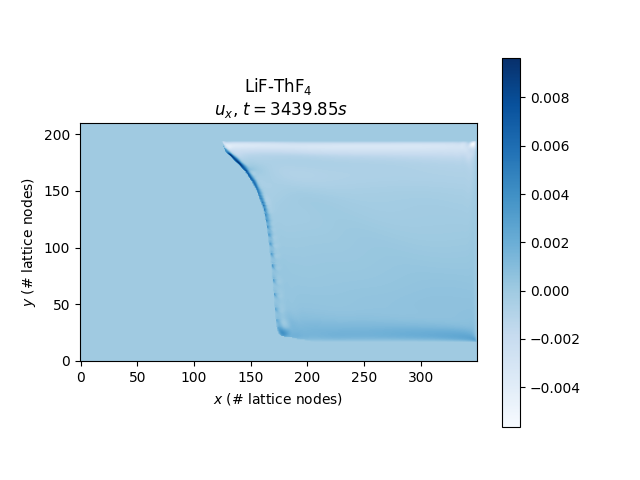 LiF-ThF₄
uₓ, t = 3439.85s
200
150
100
50
0
y (# lattice nodes)
0 50 100 150 200 250 300
x (# lattice nodes)
0.008
0.006
0.004
0.002
0.000
−0.002
−0.004